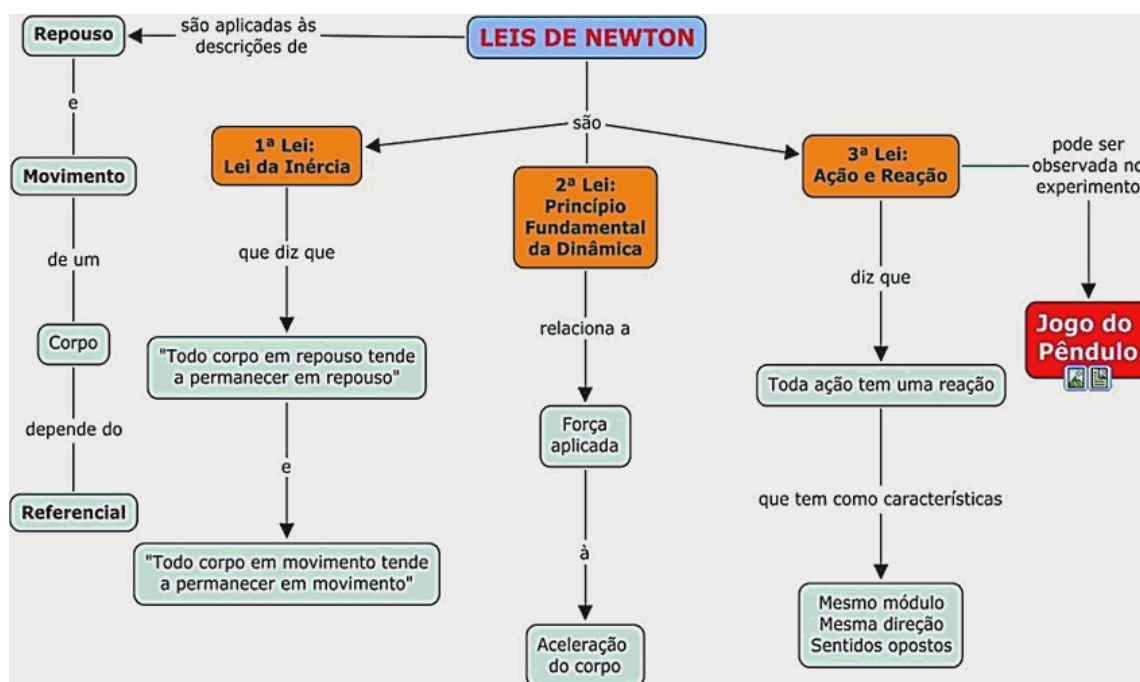 LEIS DE NEWTON
são aplicadas às
descrições de
Repouso
e
Movimento
de um
Corpo
depende do
Referencial
são
1ª Lei:
Lei da Inércia
que diz que
"Todo corpo em repouso tende
a permanecer em repouso"
e
"Todo corpo em movimento tende
a permanecer em movimento"
2ª Lei:
Princípio
Fundamental
da Dinâmica
relaciona a
Força
aplicada
à
Aceleração
do corpo
3ª Lei:
Ação e Reação
diz que
Toda ação tem uma reação
que tem como características
Mesmo módulo
Mesma direção
Sentidos opostos
pode ser
observada no
experimento
Jogo do
Pêndulo